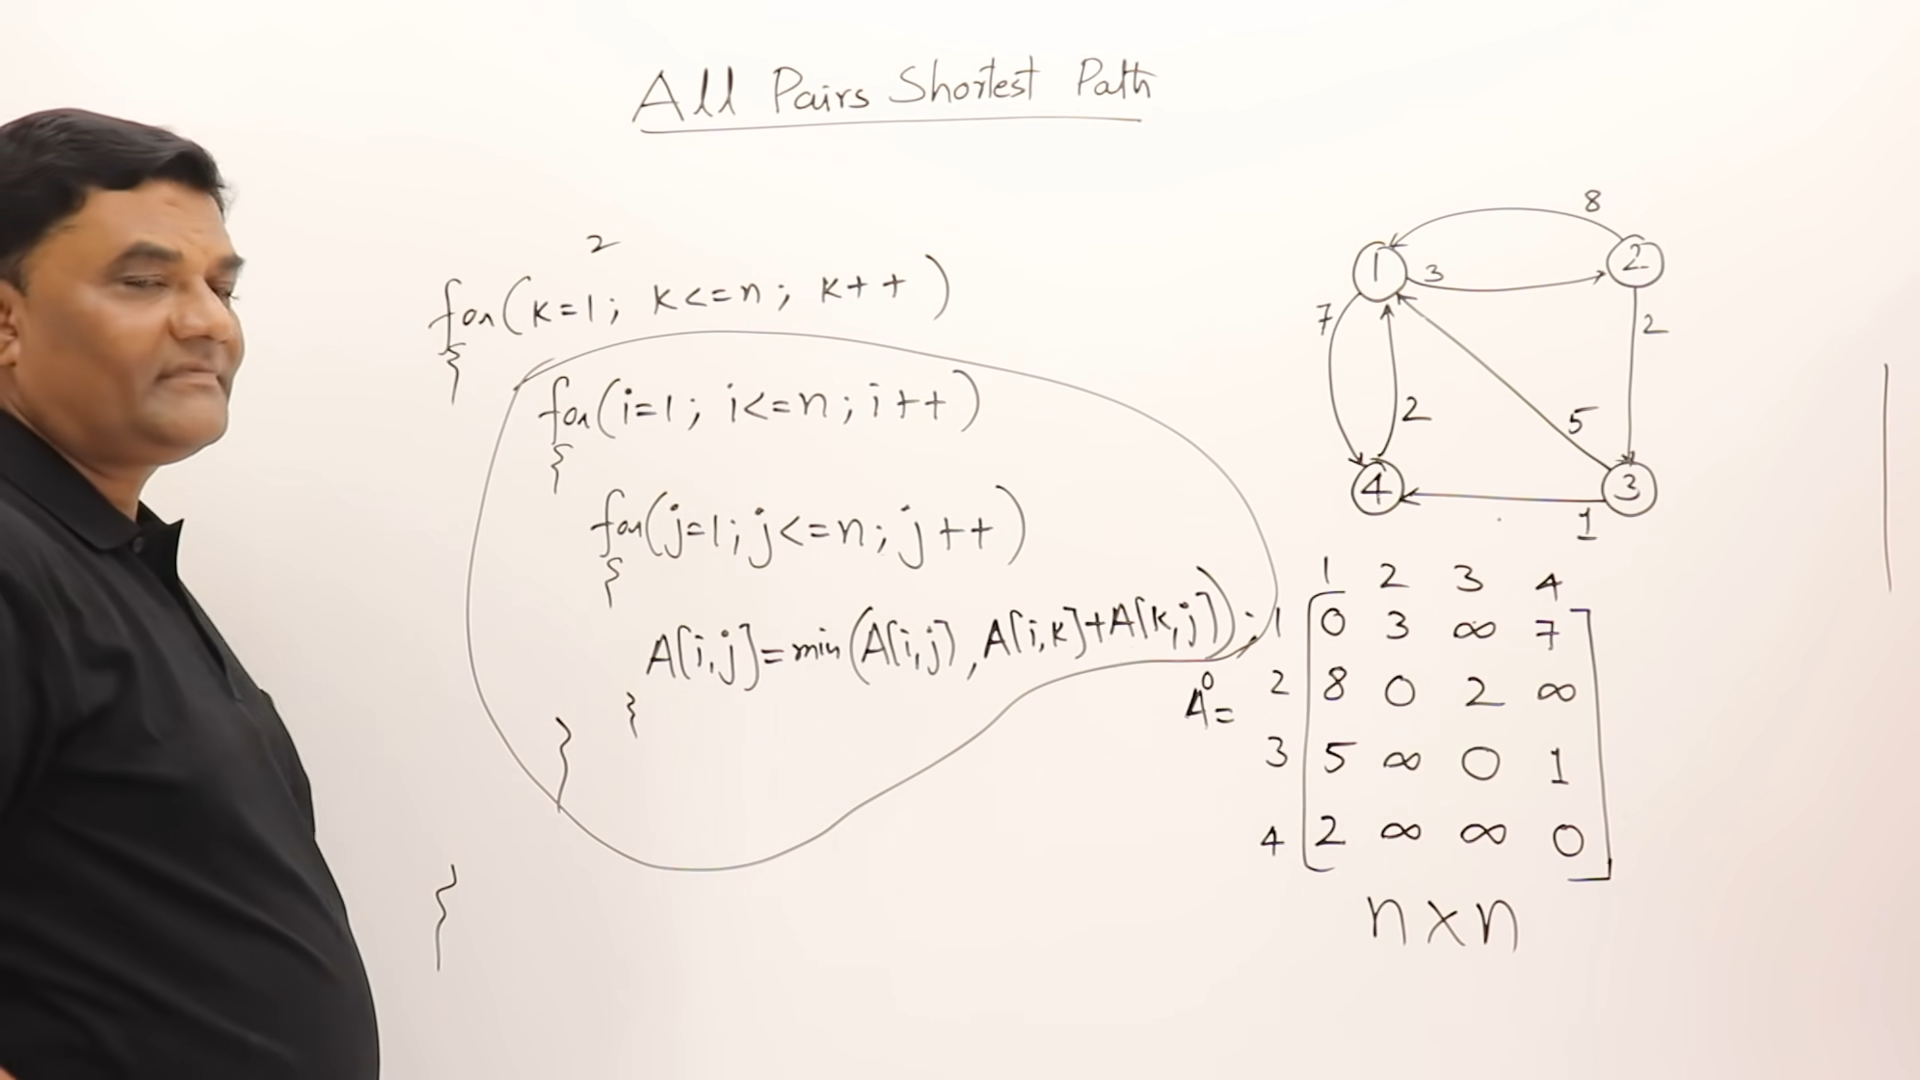 All Pairs Shortest Path
2
for(k=1; k<=n; k++)
{
for(i=1; i<=n; i++)
{
for(j=1; j<=n; j++)
{
A[i,j]=min(A[i,j], A[i,k]+A[k,j]);
}
}
}
8
1 3 2
7 2
2 5
4 3
1
1 2 3 4
1 0 3 ∞ 7
A⁰= 2 8 0 2 ∞
3 5 ∞ 0 1
4 2 ∞ ∞ 0
n×n